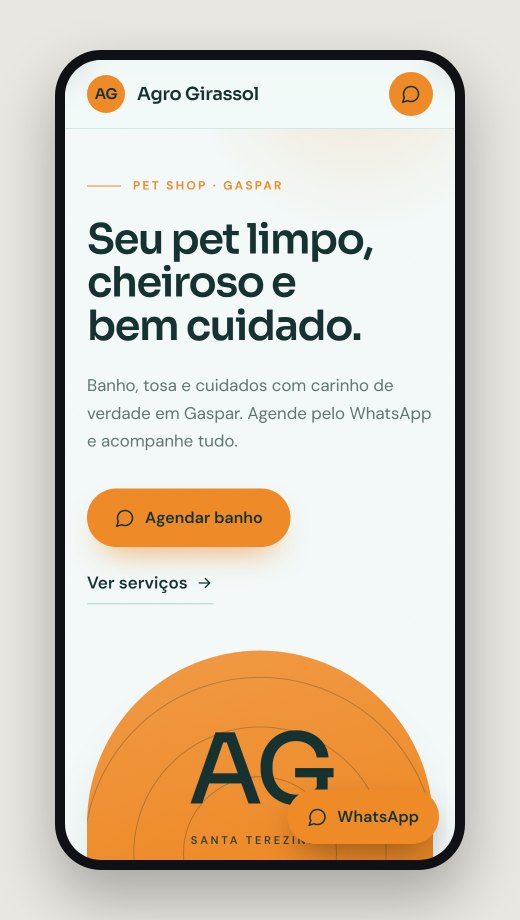 AG Agro Girassol
PET SHOP · GASPAR
Seu pet limpo,
cheiroso e
bem cuidado.
Banho, tosa e cuidados com carinho de
verdade em Gaspar. Agende pelo WhatsApp
e acompanhe tudo.
Agendar banho
Ver serviços →
AG
WhatsApp
SANTA